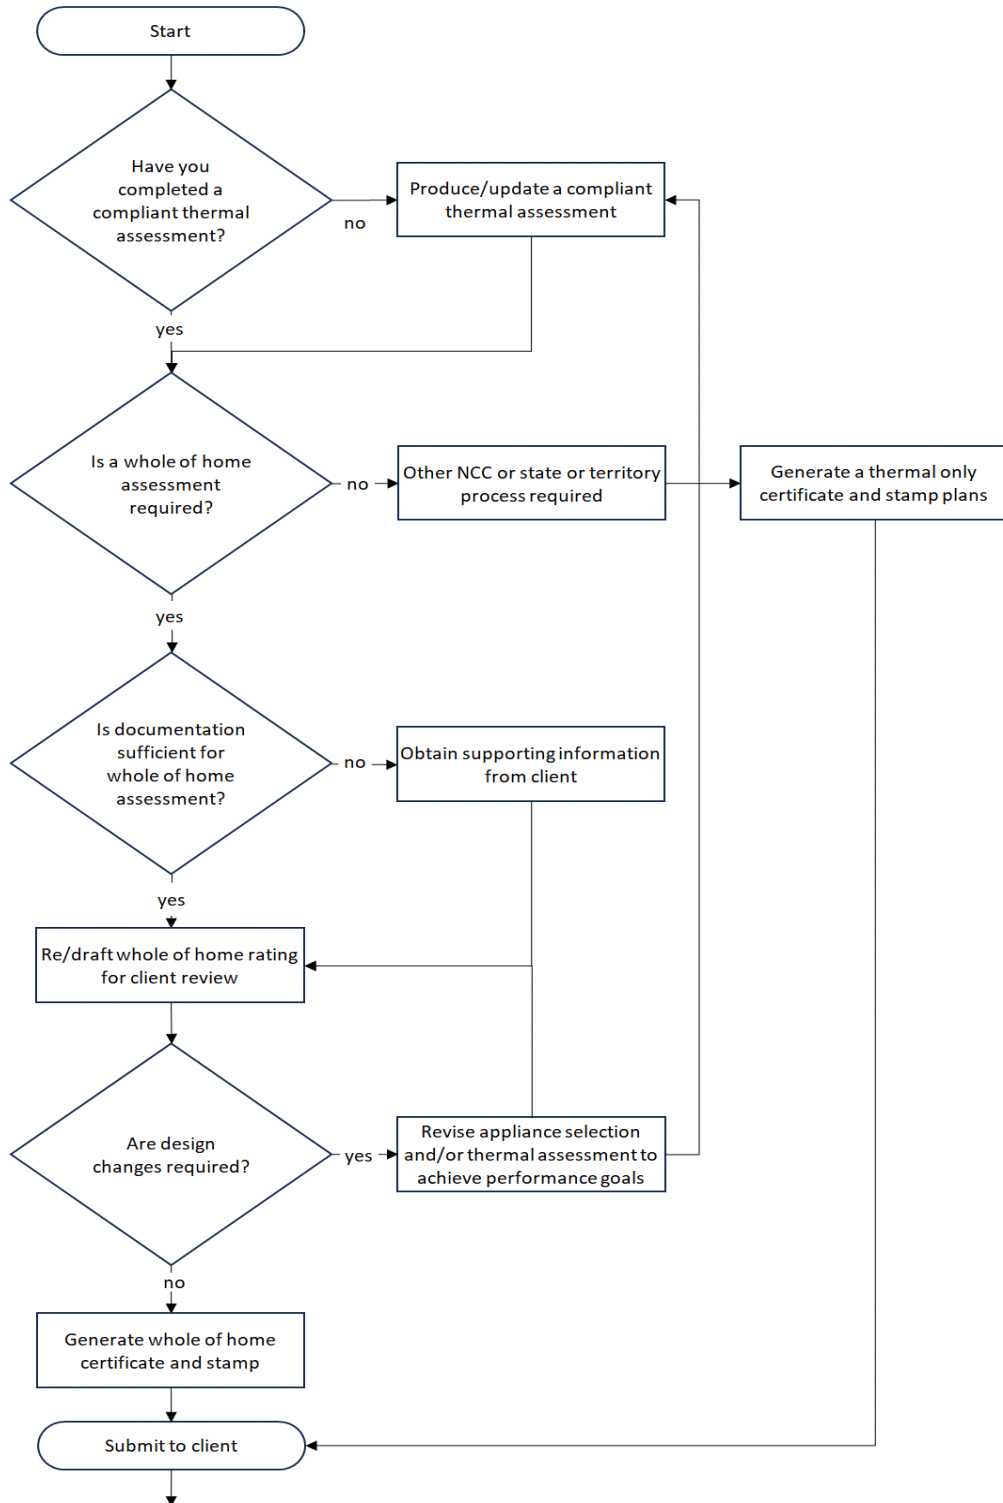 Start
Have you
completed a
compliant thermal
assessment?
no
Produce/update a compliant
thermal assessment
yes
Is a whole of home
assessment
required?
no
Other NCC or state or territory
process required
Generate a thermal only
certificate and stamp plans
yes
Is documentation
sufficient for
whole of home
assessment?
no
Obtain supporting information
from client
yes
Re/draft whole of home rating
for client review
Are design
changes required?
yes
Revise appliance selection
and/or thermal assessment to
achieve performance goals
no
Generate whole of home
certificate and stamp
Submit to client